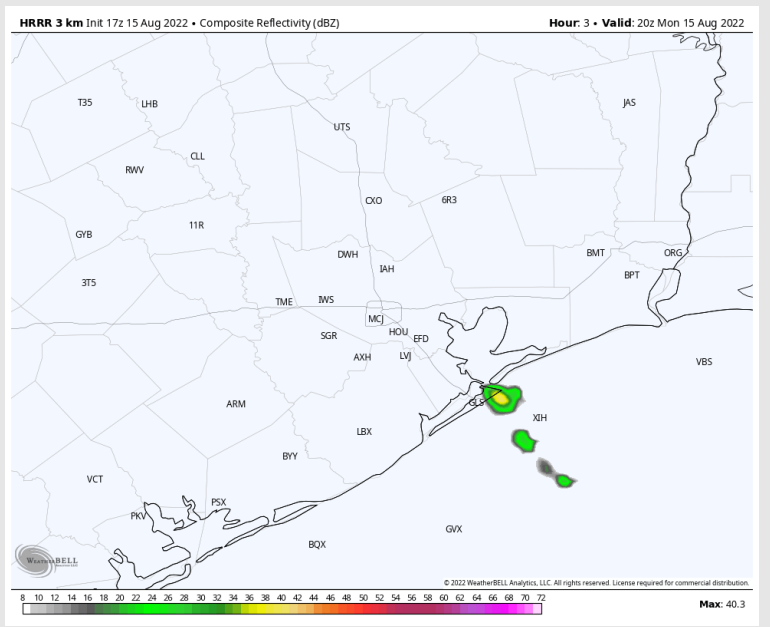 HRRR 3 km Init 17z 15 Aug 2022 • Composite Reflectivity (dBZ) Hour: 3 • Valid: 20z Mon 15 Aug 2022
T35 LHB JAS
UTS
CLL
RWV
CXO 6R3
11R
GYB
DWH BMT ORG
IAH
BPT
3T5
TME IWS
MCJ
HOU
SGR EFD
AXH LVJ
VBS
ARM GLS
XIH
LBX
BYY
VCT
PSX
PKV
GVX
BQX
WeatherBELL
© 2022 WeatherBELL Analytics, LLC. All rights reserved. License required for commercial distribution.
8 10 12 14 16 18 20 22 24 26 28 30 32 34 36 38 40 42 44 46 48 50 52 54 56 58 60 62 64 66 68 70 72
Max: 40.3